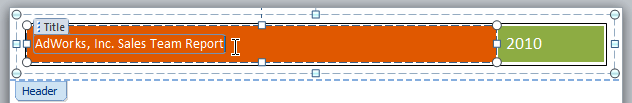 Title
AdWorks, Inc. Sales Team Report
2010
Header